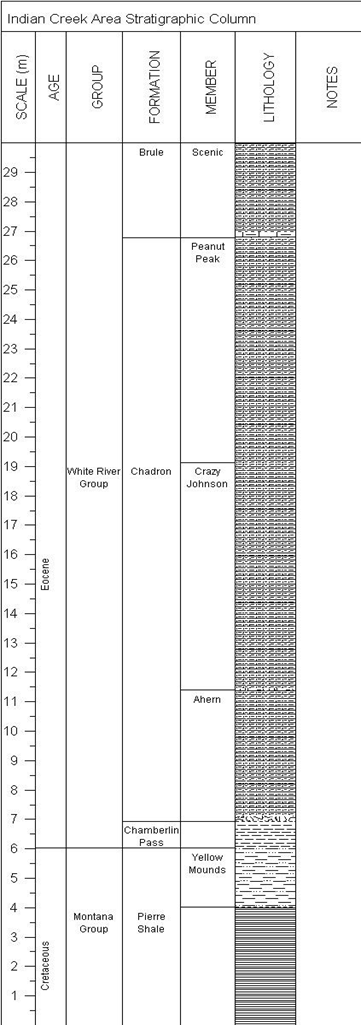 Indian Creek Area Stratigraphic Column
SCALE (m)
AGE
GROUP
FORMATION
MEMBER
LITHOLOGY
NOTES
29
28
27
26
25
24
23
22
21
20
19
18
17
16
15
14
13
12
11
10
9
8
7
6
5
4
3
2
1
Eocene
Cretaceous
White River
Group
Montana
Group
Brule
Chadron
Chamberlin
Pass
Pierre
Shale
Scenic
Peanut
Peak
Crazy
Johnson
Ahern
Yellow
Mounds